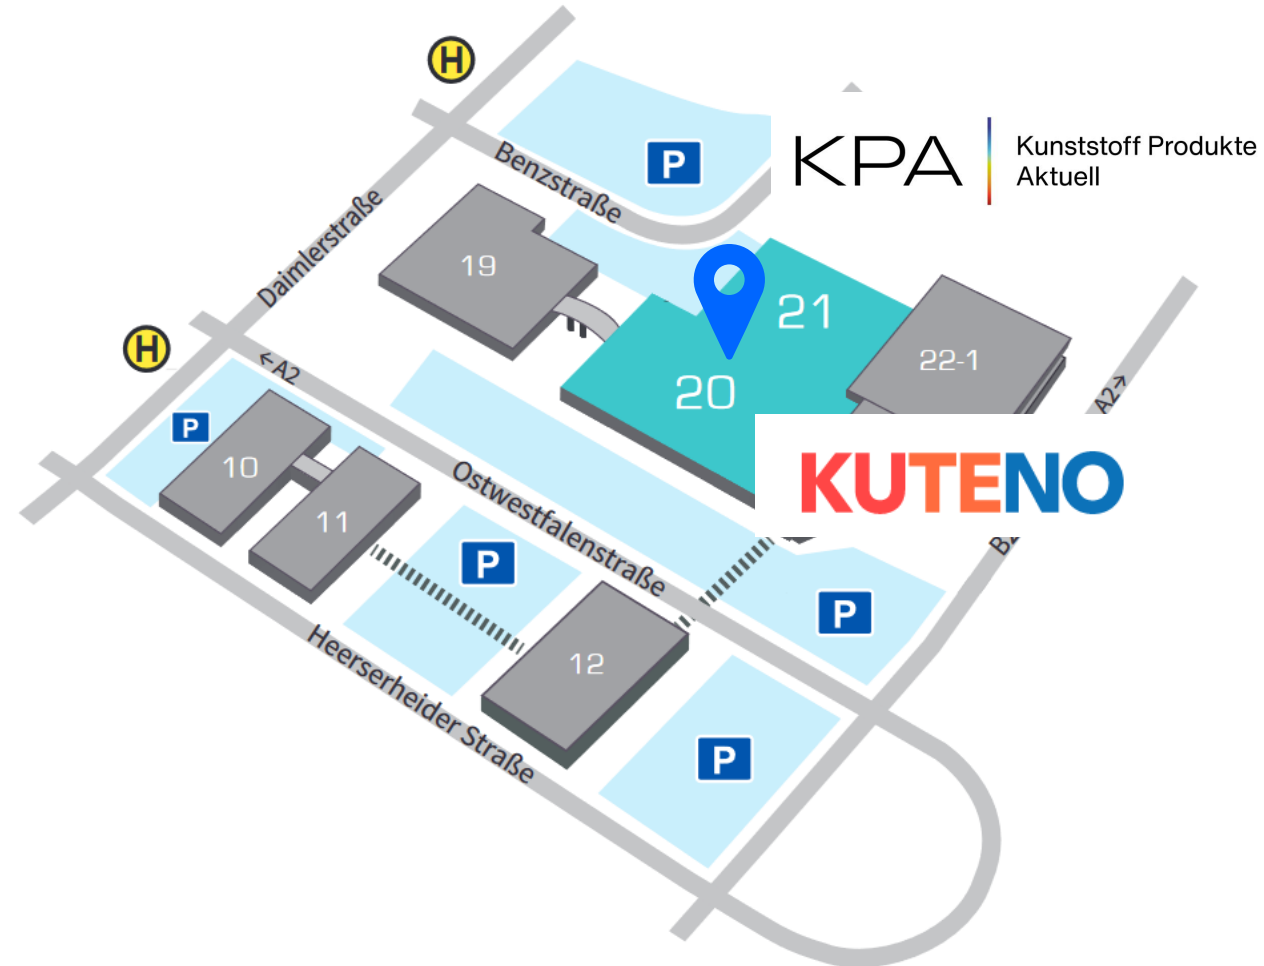 H
Benzstraße
P
KPA
Kunststoff Produkte
Aktuell
Daimlerstraße
19
21
20
22-1
H
←A2
A2→
P
10
11
KUTENO
Ostwestfalenstraße
P
P
12
Heerserheider Straße
P